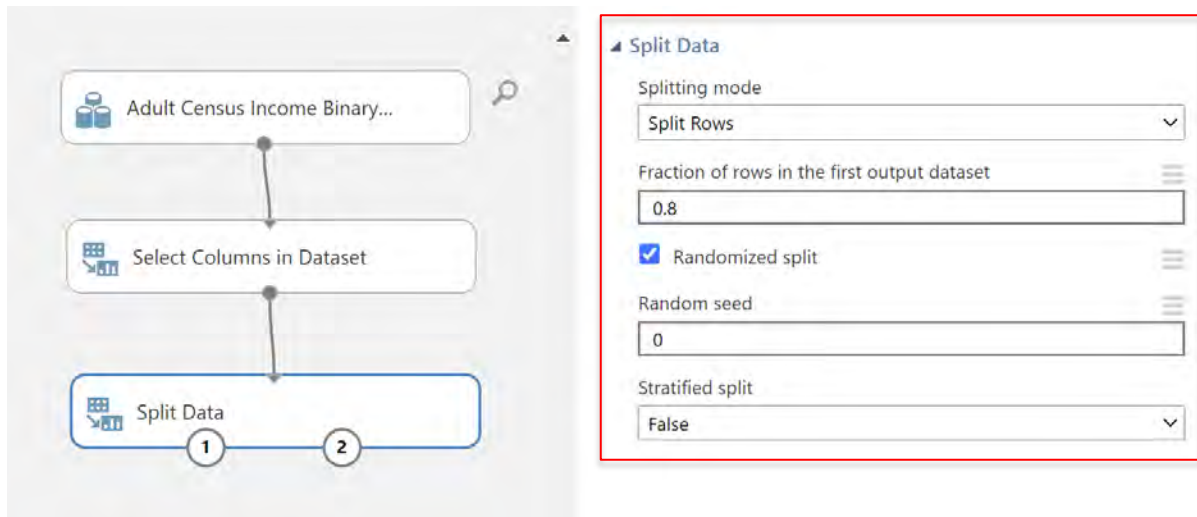 Adult Census Income Binary...
Select Columns in Dataset
Split Data
1
2
Split Data
Splitting mode
Split Rows
Fraction of rows in the first output dataset
0.8
Randomized split
Random seed
0
Stratified split
False